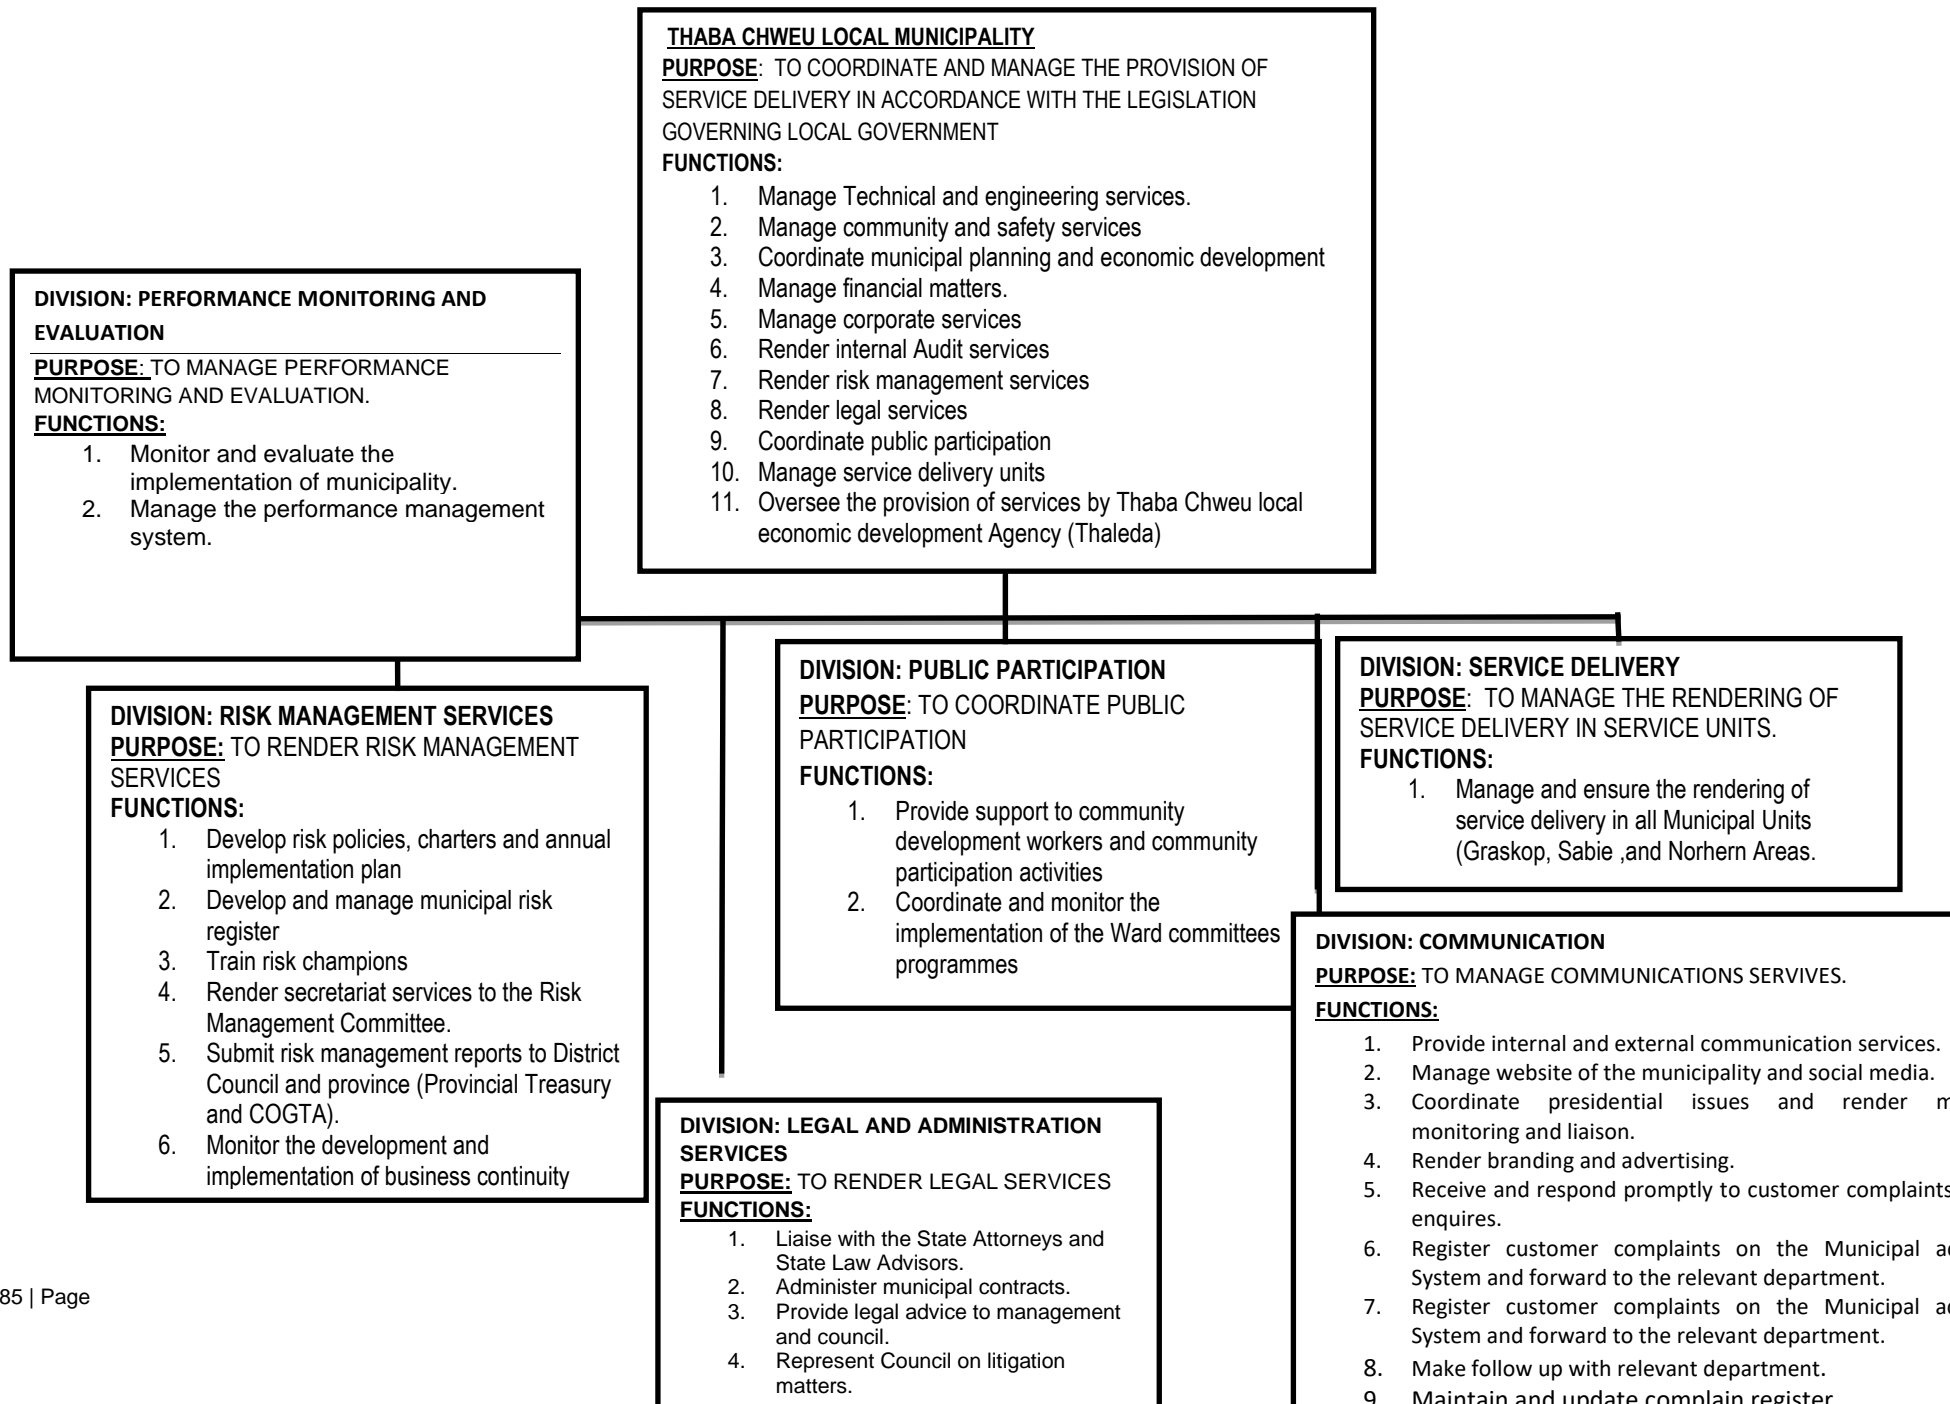 THABA CHWEU LOCAL MUNICIPALITY
PURPOSE: TO COORDINATE AND MANAGE THE PROVISION OF
SERVICE DELIVERY IN ACCORDANCE WITH THE LEGISLATION
GOVERNING LOCAL GOVERNMENT
FUNCTIONS:
1. Manage Technical and engineering services.
2. Manage community and safety services
3. Coordinate municipal planning and economic development
4. Manage financial matters.
5. Manage corporate services
6. Render internal Audit services
7. Render risk management services
8. Render legal services
9. Coordinate public participation
10. Manage service delivery units
11. Oversee the provision of services by Thaba Chweu local
economic development Agency (Thaleda)
DIVISION: PERFORMANCE MONITORING AND
EVALUATION
PURPOSE: TO MANAGE PERFORMANCE
MONITORING AND EVALUATION.
FUNCTIONS:
1. Monitor and evaluate the
implementation of municipality.
2. Manage the performance management
system.
DIVISION: RISK MANAGEMENT SERVICES
PURPOSE: TO RENDER RISK MANAGEMENT
SERVICES
FUNCTIONS:
1. Develop risk policies, charters and annual
implementation plan
2. Develop and manage municipal risk
register
3. Train risk champions
4. Render secretariat services to the Risk
Management Committee.
5. Submit risk management reports to District
Council and province (Provincial Treasury
and COGTA).
6. Monitor the development and
implementation of business continuity
DIVISION: PUBLIC PARTICIPATION
PURPOSE: TO COORDINATE PUBLIC
PARTICIPATION
FUNCTIONS:
1. Provide support to community
development workers and community
participation activities
2. Coordinate and monitor the
implementation of the Ward committees
programmes
DIVISION: SERVICE DELIVERY
PURPOSE: TO MANAGE THE RENDERING OF
SERVICE DELIVERY IN SERVICE UNITS.
FUNCTIONS:
1. Manage and ensure the rendering of
service delivery in all Municipal Units
(Graskop, Sabie ,and Norhern Areas.
DIVISION: LEGAL AND ADMINISTRATION
SERVICES
PURPOSE: TO RENDER LEGAL SERVICES
FUNCTIONS:
1. Liaise with the State Attorneys and
State Law Advisors.
2. Administer municipal contracts.
3. Provide legal advice to management
and council.
4. Represent Council on litigation
matters.
DIVISION: COMMUNICATION
PURPOSE: TO MANAGE COMMUNICATIONS SERVIVES.
FUNCTIONS:
1. Provide internal and external communication services.
2. Manage website of the municipality and social media.
3. Coordinate presidential issues and render
monitoring and liaison.
4. Render branding and advertising.
5. Receive and respond promptly to customer complaints
enquires.
6. Register customer complaints on the Municipal
System and forward to the relevant department.
7. Register customer complaints on the Municipal
System and forward to the relevant department.
8. Make follow up with relevant department.
9. Maintain and update complain register
85 | Page